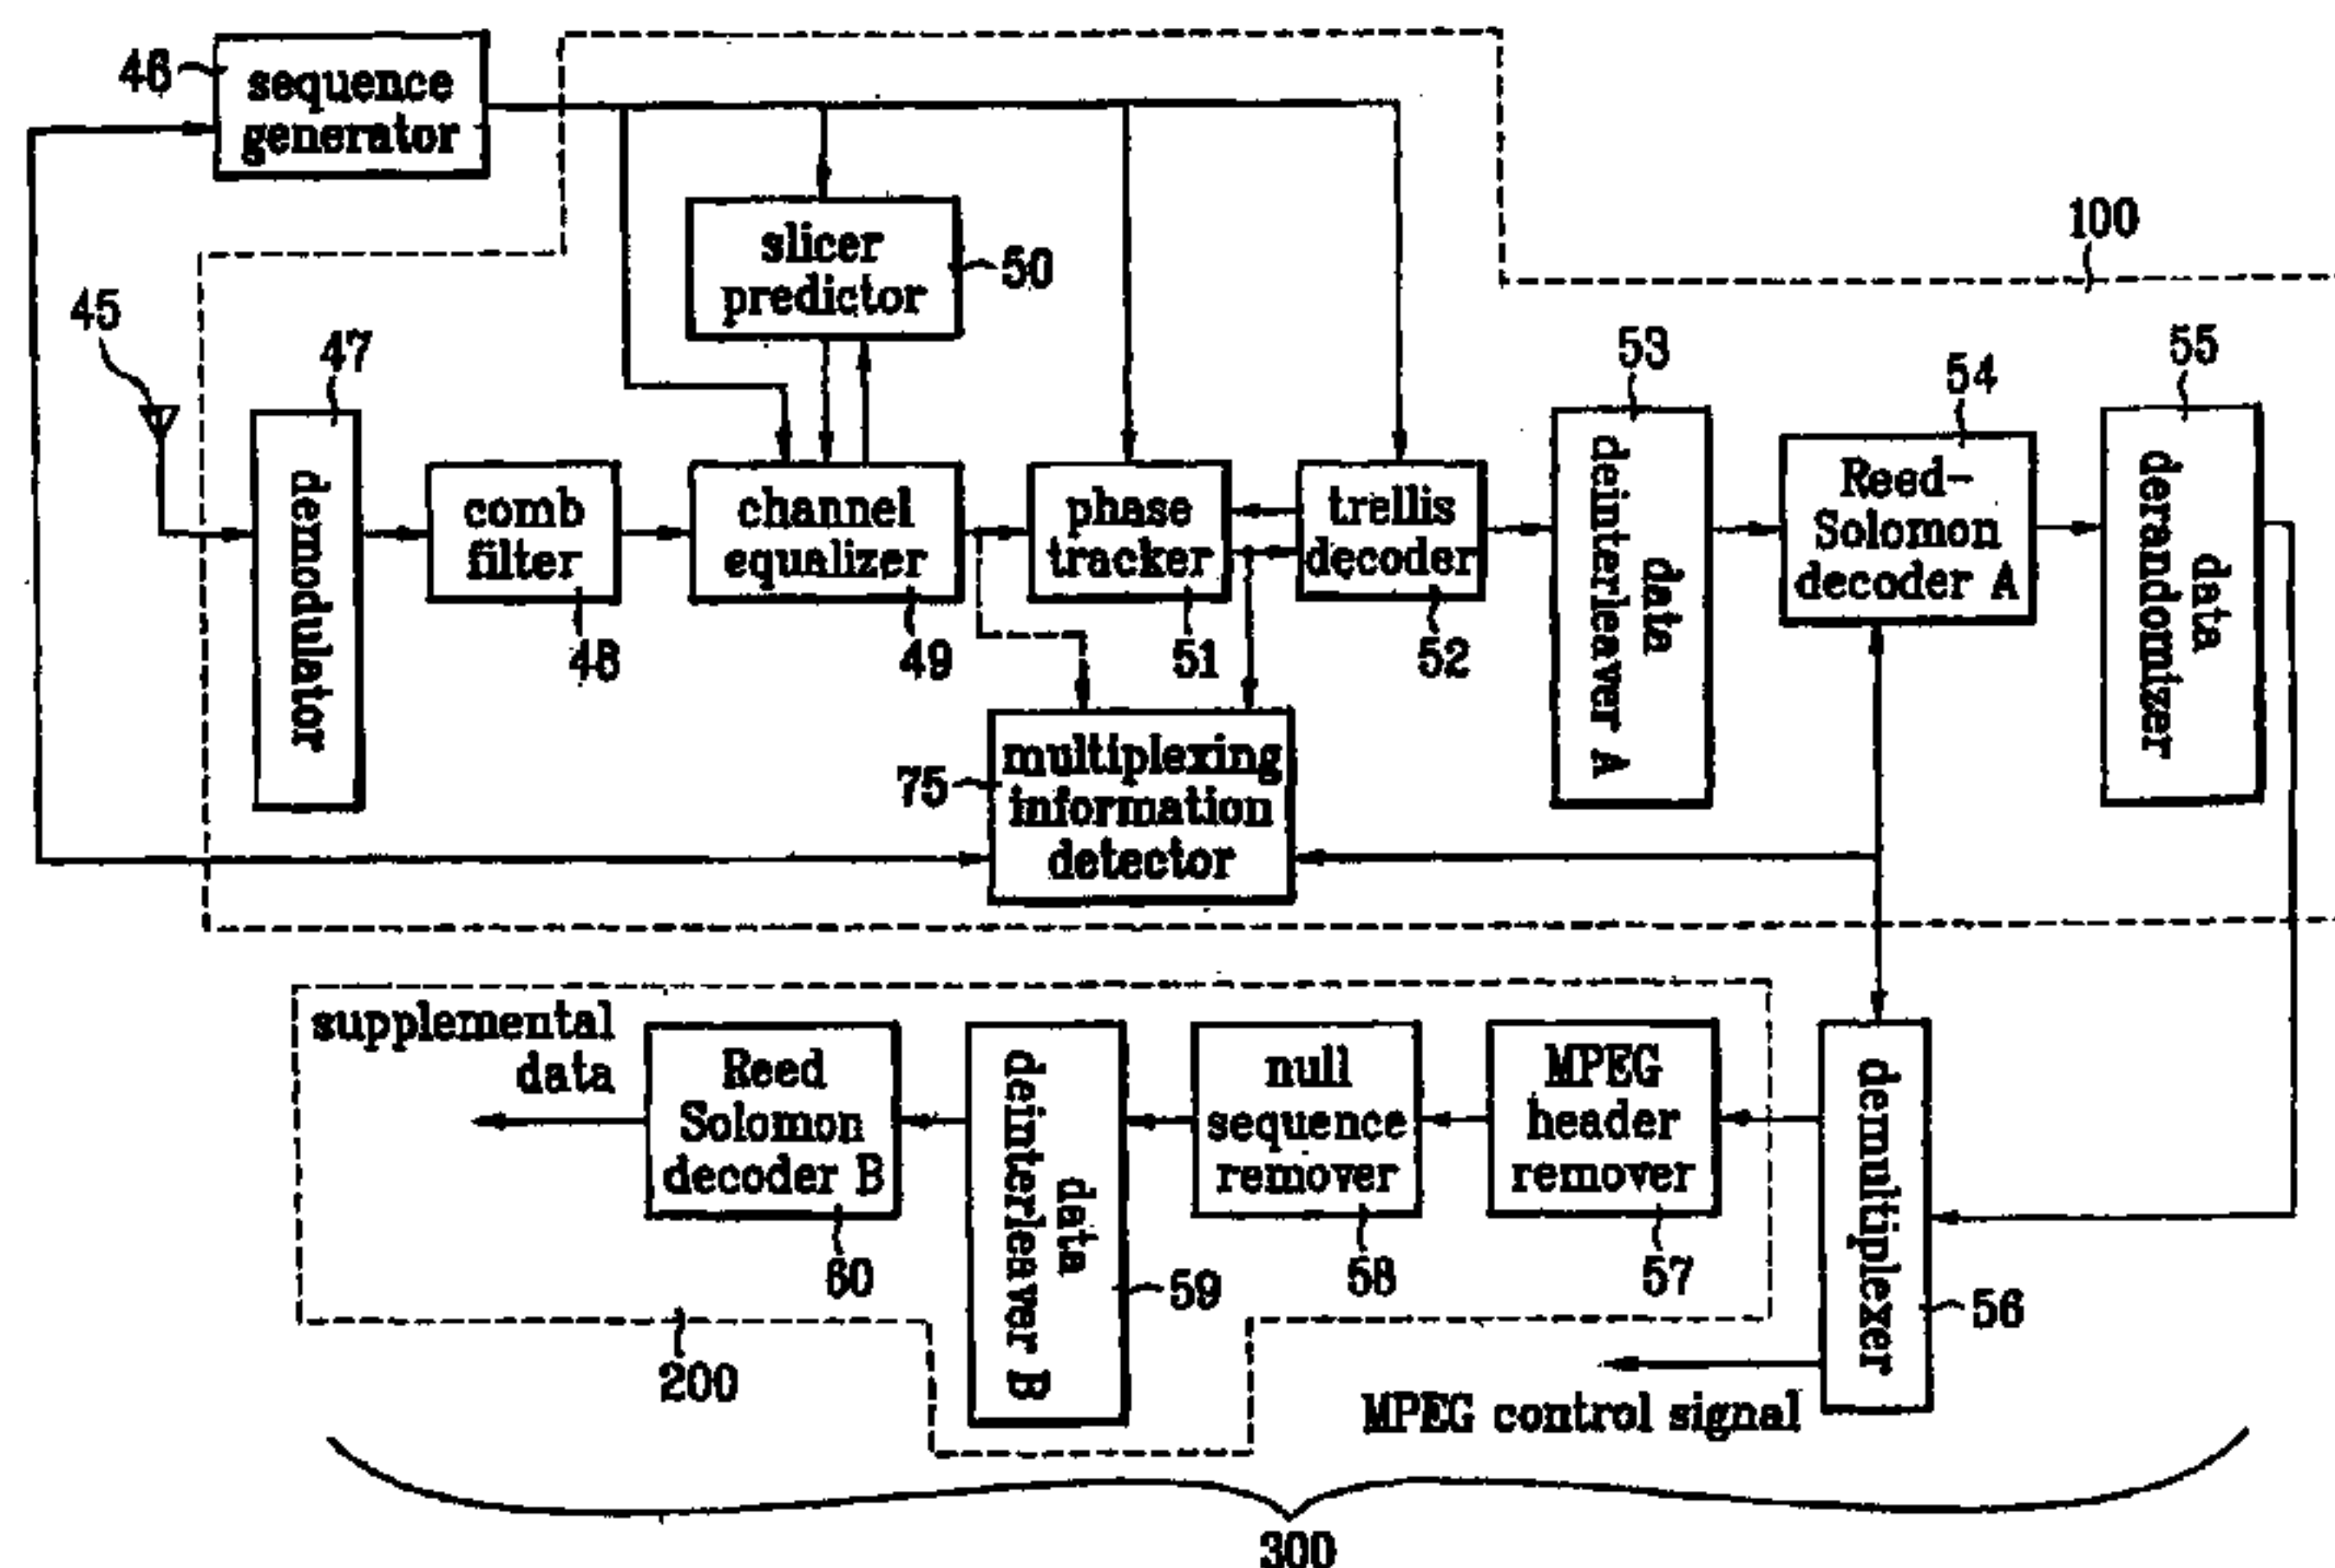 46
sequence
generator
100
slicer
predictor
50
45
47
53
54
55
demodulator
comb
filter
48
channel
equalizer
49
phase
tracker
51
trellis
decoder
52
data
deinterleaver A
Reed-
Solomon
decoder A
data
derandomizer
75
multiplexing
information
detector
supplemental
data
Reed
Solomon
decoder B
60
data
deinterleaver B
59
null
sequence
remover
58
MPEG
header
remover
57
demultiplexer
56
200
MPEG control signal
300